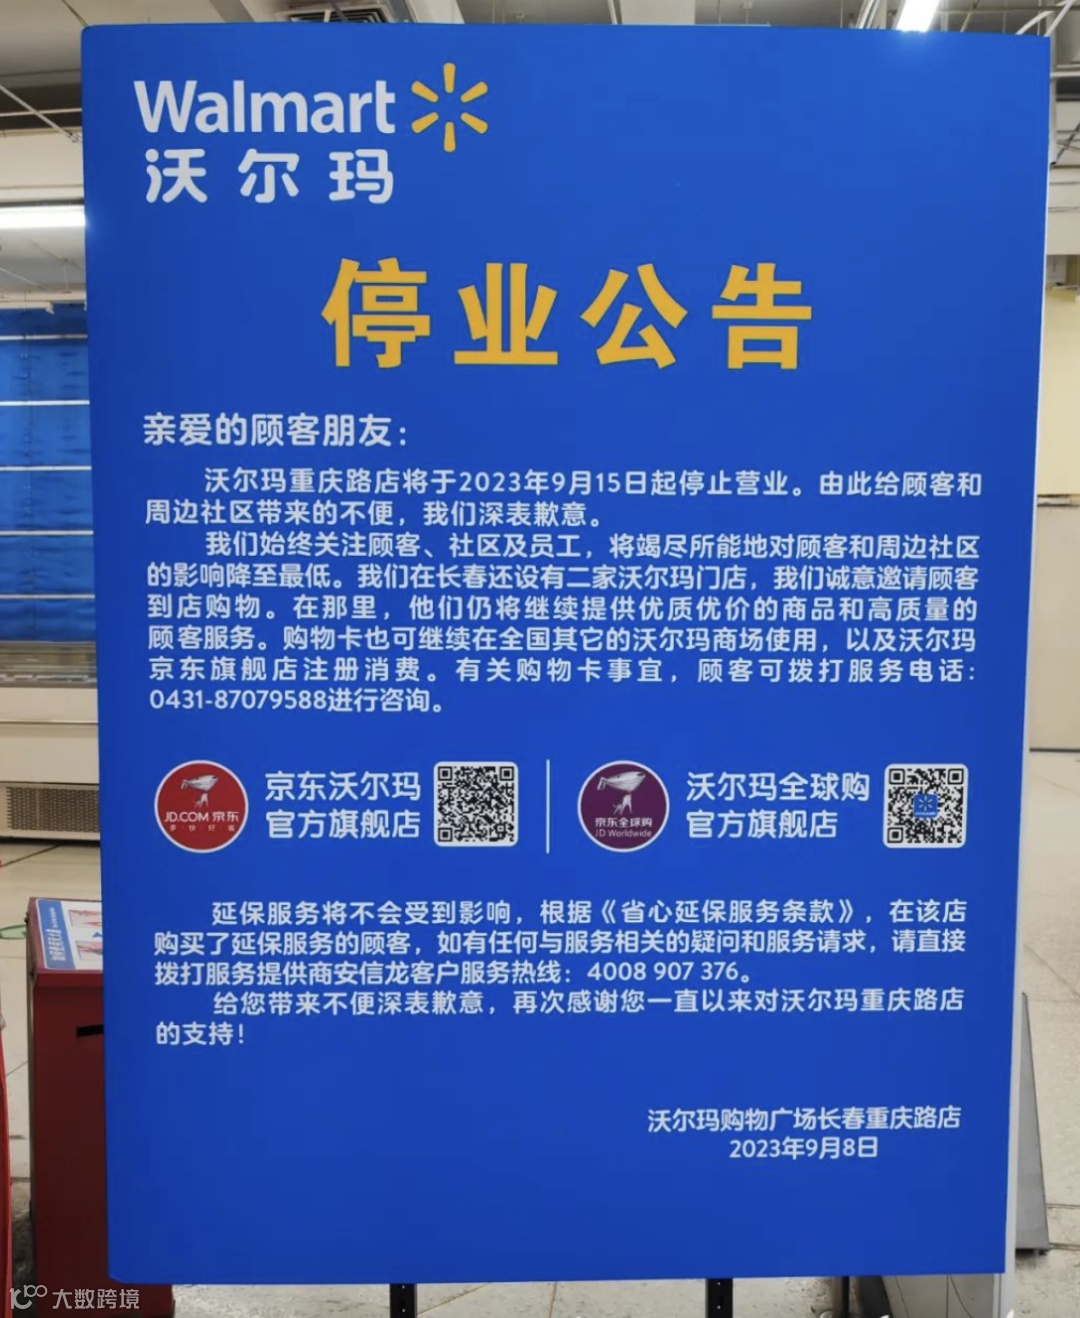 Walmart
沃尔玛
停业公告
亲爱的顾客朋友：
沃尔玛重庆路店将于2023年9月15日起停止营业。由此给顾客和
周边社区带来的不便，我们深表歉意。
我们始终关注顾客、社区及员工，将竭尽所能地对顾客和周边社区
的影响降至最低。我们在长春还设有二家沃尔玛门店，我们诚意邀请顾客
到店购物。在那里，他们仍将继续提供优质优价的商品和高质量的
顾客服务。购物卡也可继续在全国其它的沃尔玛商场使用，以及沃尔玛
京东旗舰店注册消费。有关购物卡事宜，顾客可拨打服务电话：
0431-87079588进行咨询。
JD.COM 京东
多·快·好·省
京东沃尔玛
官方旗舰店
京东全球购
JD Worldwide
沃尔玛全球购
官方旗舰店
延保服务将不会受到影响，根据《省心延保服务条款》，在该店
购买了延保服务的顾客，如有任何与服务相关的疑问和服务请求，请直接
拨打服务提供商安信龙客户服务热线：4008 907 376。
给您带来不便深表歉意，再次感谢您一直以来对沃尔玛重庆路店
的支持！
沃尔玛购物广场长春重庆路店
2023年9月8日
大数跨境